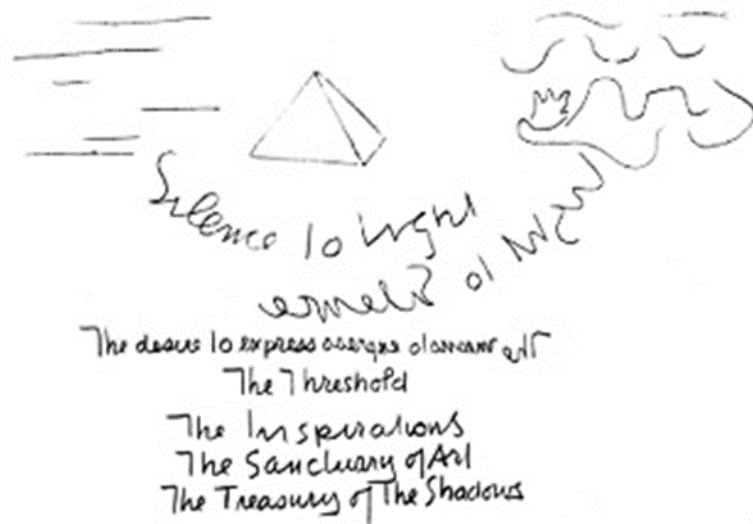 Silence to Light
to Silence
The desire to express
The Threshold
The Inspirations
The Sanctuary of Art
The Treasury of The Shadows